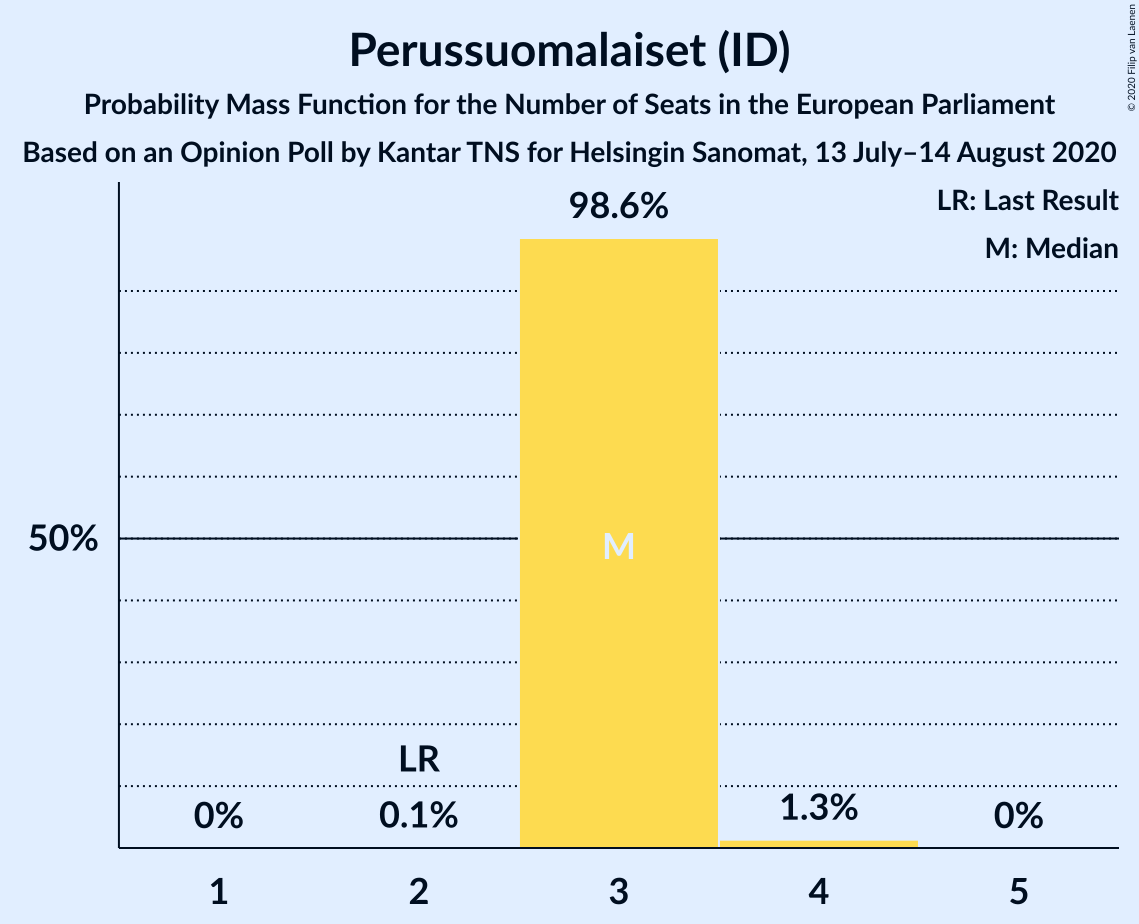 Perussuomalaiset (ID)
Probability Mass Function for the Number of Seats in the European Parliament
Based on an Opinion Poll by Kantar TNS for Helsingin Sanomat, 13 July–14 August 2020
© 2020 Filip van Laenen
LR: Last Result
M: Median
98.6%
50%
M
LR
0%
0.1%
1.3%
0%
1
2
3
4
5